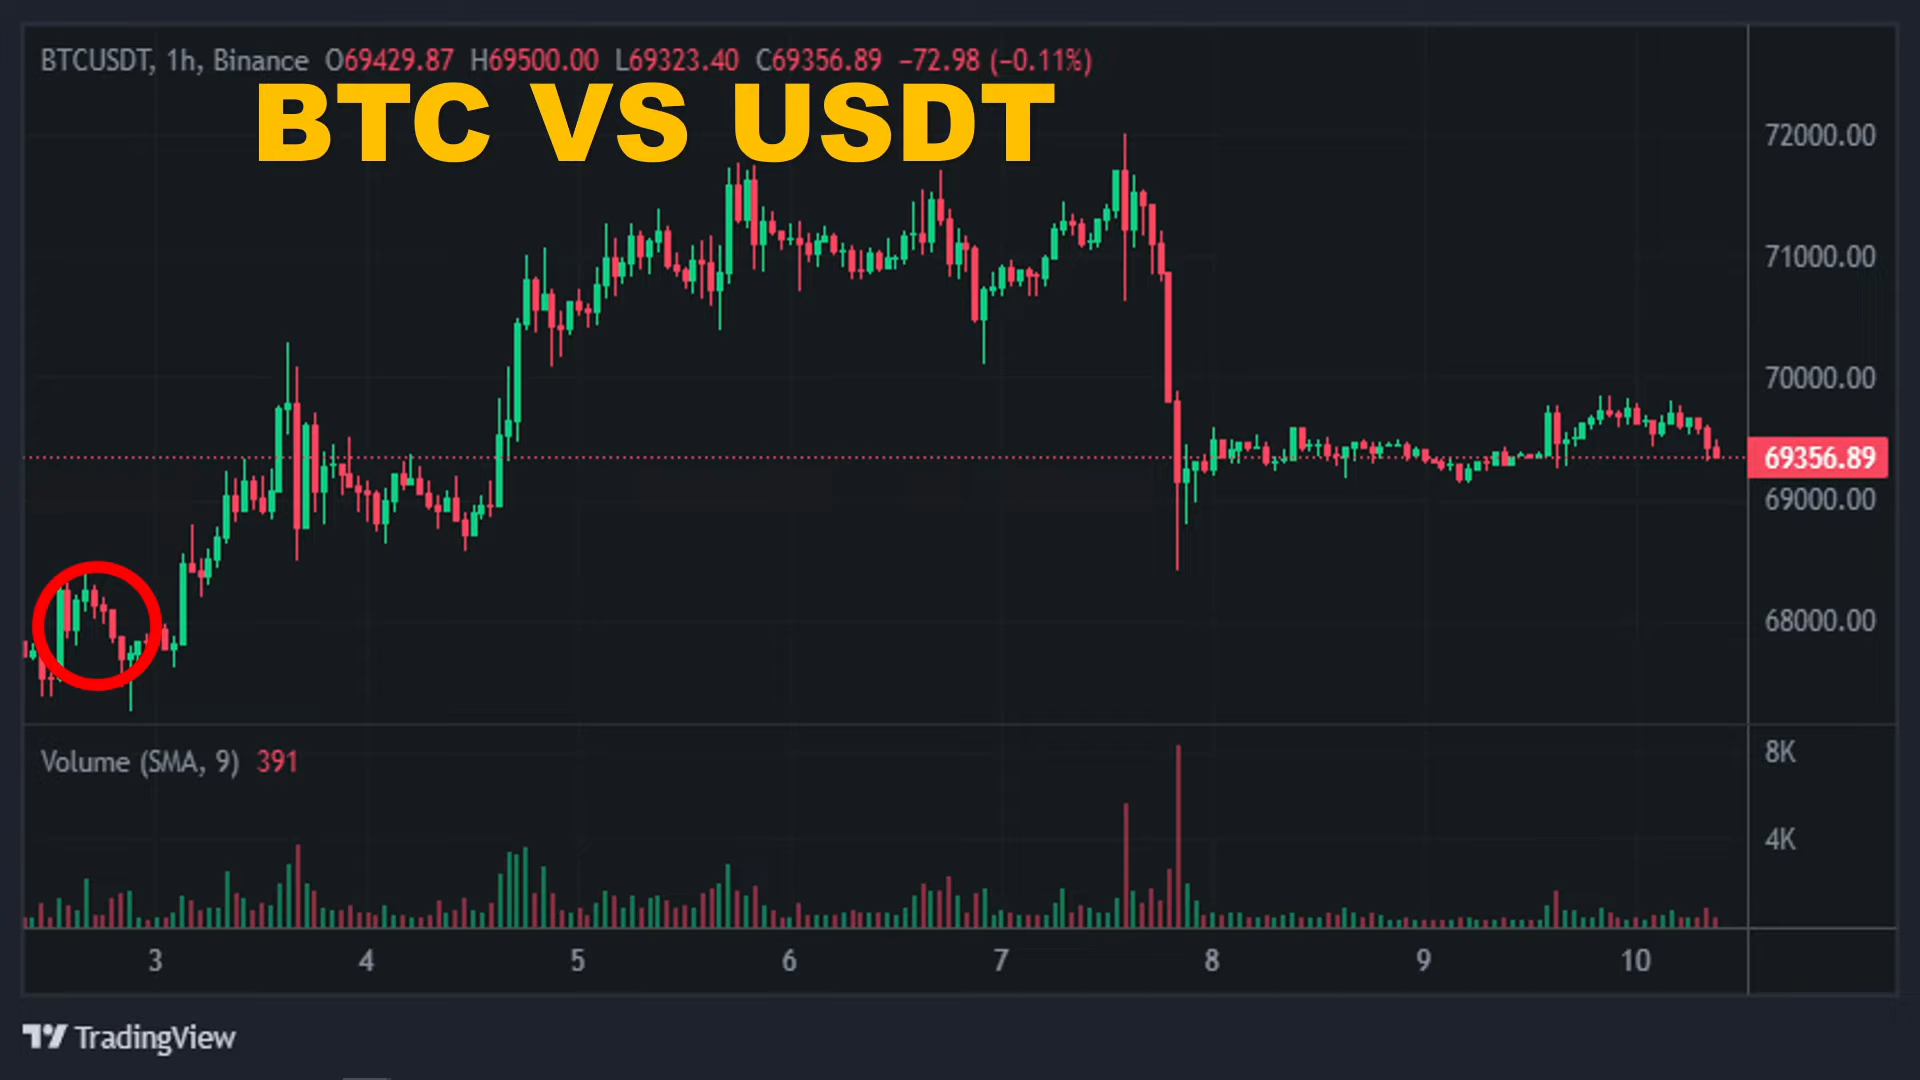 BTCUSDT, 1h, Binance O69429.87 H69500.00 L69323.40 C69356.89 −72.98 (−0.11%)
BTC VS USDT
72000.00
71000.00
70000.00
69356.89
69000.00
68000.00
Volume (SMA, 9) 391
8K
4K
3 4 5 6 7 8 9 10
TradingView